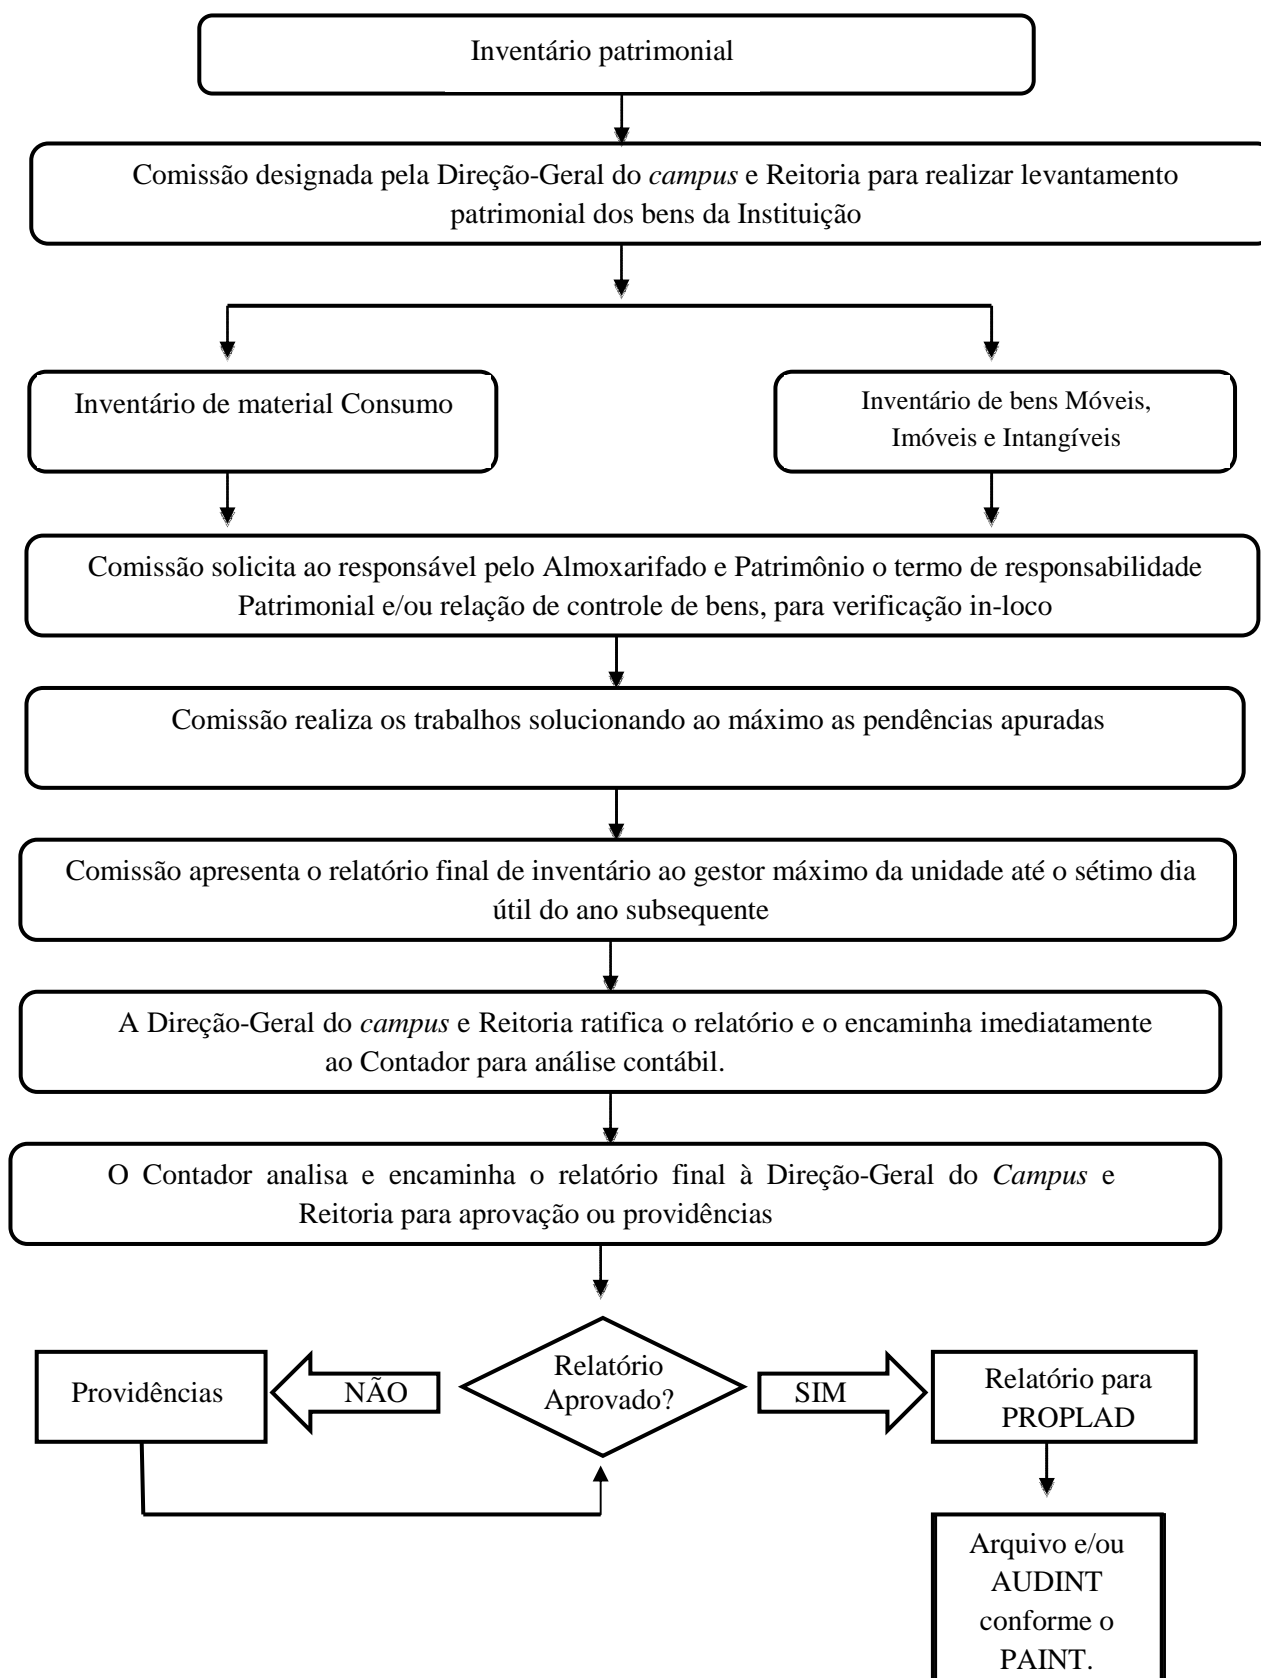 Inventário patrimonial
Comissão designada pela Direção-Geral do campus e Reitoria para realizar levantamento
patrimonial dos bens da Instituição
Inventário de material Consumo
Inventário de bens Móveis,
Imóveis e Intangíveis
Comissão solicita ao responsável pelo Almoxarifado e Patrimônio o termo de responsabilidade
Patrimonial e/ou relação de controle de bens, para verificação in-loco
Comissão realiza os trabalhos solucionando ao máximo as pendências apuradas
Comissão apresenta o relatório final de inventário ao gestor máximo da unidade até o sétimo dia
útil do ano subsequente
A Direção-Geral do campus e Reitoria ratifica o relatório e o encaminha imediatamente
ao Contador para análise contábil.
O Contador analisa e encaminha o relatório final à Direção-Geral do Campus e
Reitoria para aprovação ou providências
Relatório
Aprovado?
NÃO
Providências
SIM
Relatório para
PROPLAD
Arquivo e/ou
AUDINT
conforme o
PAINT.